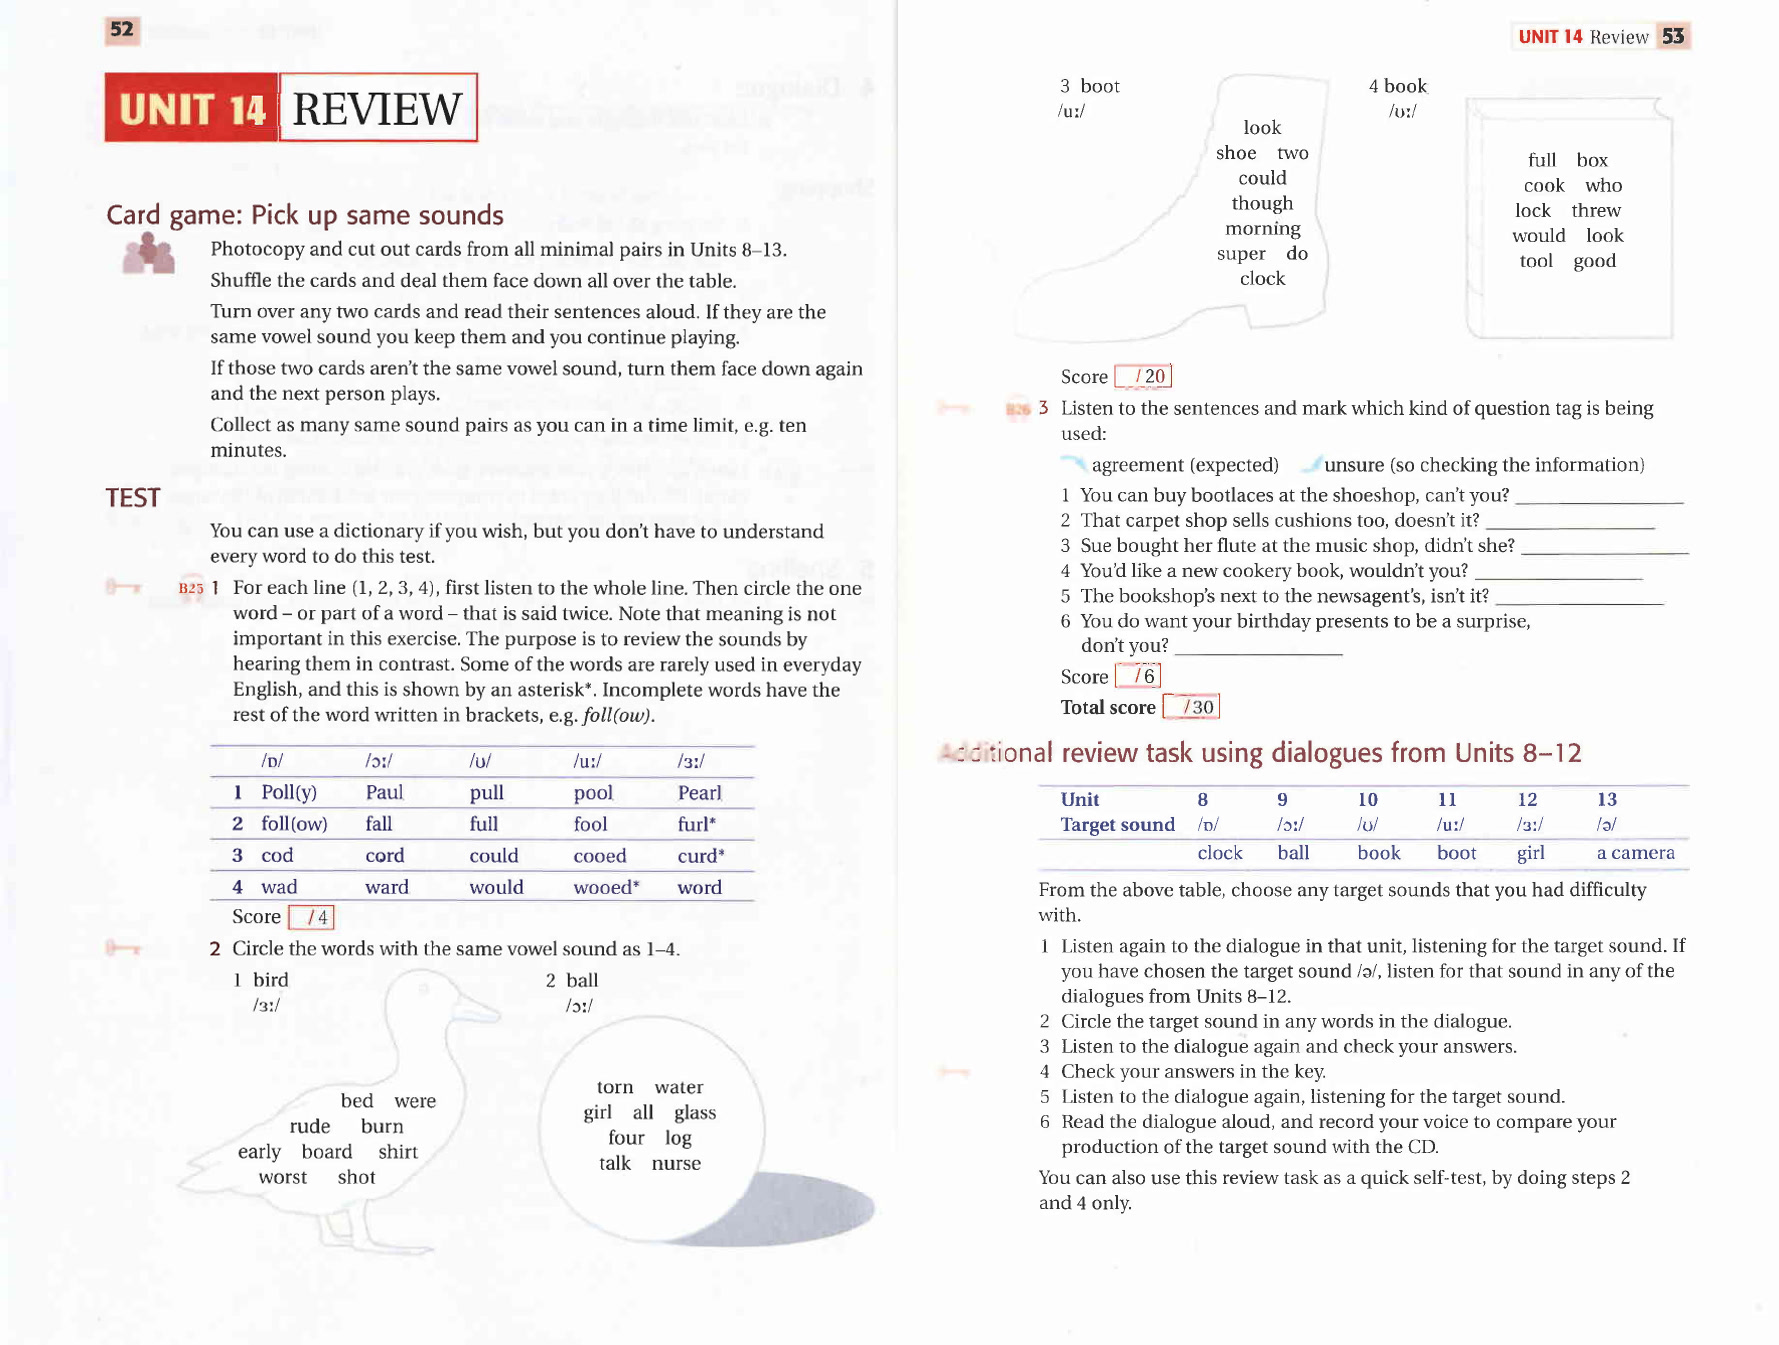 52
UNIT 14 REVIEW
Card game: Pick up same sounds
Photocopy and cut out cards from all minimal pairs in Units 8–13.
Shuffle the cards and deal them face down all over the table.
Turn over any two cards and read their sentences aloud. If they are the
same vowel sound you keep them and you continue playing.
If those two cards aren't the same vowel sound, turn them face down again
and the next person plays.
Collect as many same sound pairs as you can in a time limit, e.g. ten
minutes.
TEST
You can use a dictionary if you wish, but you don't have to understand
every word to do this test.
B25 1 For each line (1, 2, 3, 4), first listen to the whole line. Then circle the one
word – or part of a word – that is said twice. Note that meaning is not
important in this exercise. The purpose is to review the sounds by
hearing them in contrast. Some of the words are rarely used in everyday
English, and this is shown by an asterisk*. Incomplete words have the
rest of the word written in brackets, e.g. foll(ow).
/ɒ/ /ɔː/ /ʊ/ /uː/ /ɜː/
1 Poll(y) Paul pull pool Pearl
2 foll(ow) fall full fool furl*
3 cod cord could cooed curd*
4 wad ward would wooed* word
Score /4
2 Circle the words with the same vowel sound as 1–4.
1 bird
/ɜː/
bed were
rude burn
early board shirt
worst shot
2 ball
/ɔː/
torn water
girl all glass
four log
talk nurse
UNIT 14 Review 53
3 boot
/uː/
look
shoe two
could
though
morning
super do
clock
4 book
/ʊː/
full box
cook who
lock threw
would look
tool good
Score /20
B26 3 Listen to the sentences and mark which kind of question tag is being
used:
agreement (expected) unsure (so checking the information)
1 You can buy bootlaces at the shoeshop, can't you?
2 That carpet shop sells cushions too, doesn't it?
3 Sue bought her flute at the music shop, didn't she?
4 You'd like a new cookery book, wouldn't you?
5 The bookshop's next to the newsagent's, isn't it?
6 You do want your birthday presents to be a surprise,
don't you?
Score /6
Total score /30
Additional review task using dialogues from Units 8–12
Unit 8 9 10 11 12 13
Target sound /ɒ/ /ɔː/ /ʊ/ /uː/ /ɜː/ /ə/
clock ball book boot girl a camera
From the above table, choose any target sounds that you had difficulty
with.
1 Listen again to the dialogue in that unit, listening for the target sound. If
you have chosen the target sound /ə/, listen for that sound in any of the
dialogues from Units 8–12.
2 Circle the target sound in any words in the dialogue.
3 Listen to the dialogue again and check your answers.
4 Check your answers in the key.
5 Listen to the dialogue again, listening for the target sound.
6 Read the dialogue aloud, and record your voice to compare your
production of the target sound with the CD.
You can also use this review task as a quick self-test, by doing steps 2
and 4 only.